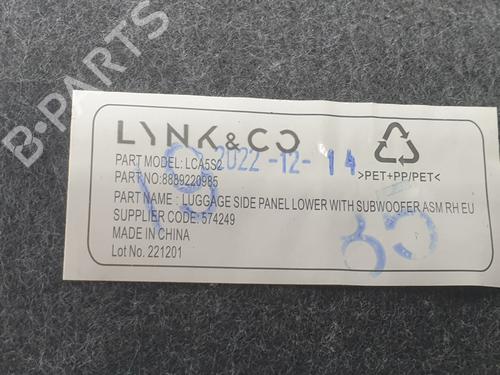 B-PARTS
LYNK&CO
2022-12-14
PART MODEL: LCA5S2
PART NO:8889220985
>PET+PP/PET<
PART NAME : LUGGAGE SIDE PANEL LOWER WITH SUBWOOFER ASM RH EU
SUPPLIER CODE: 574249
MADE IN CHINA
Lot No. 221201